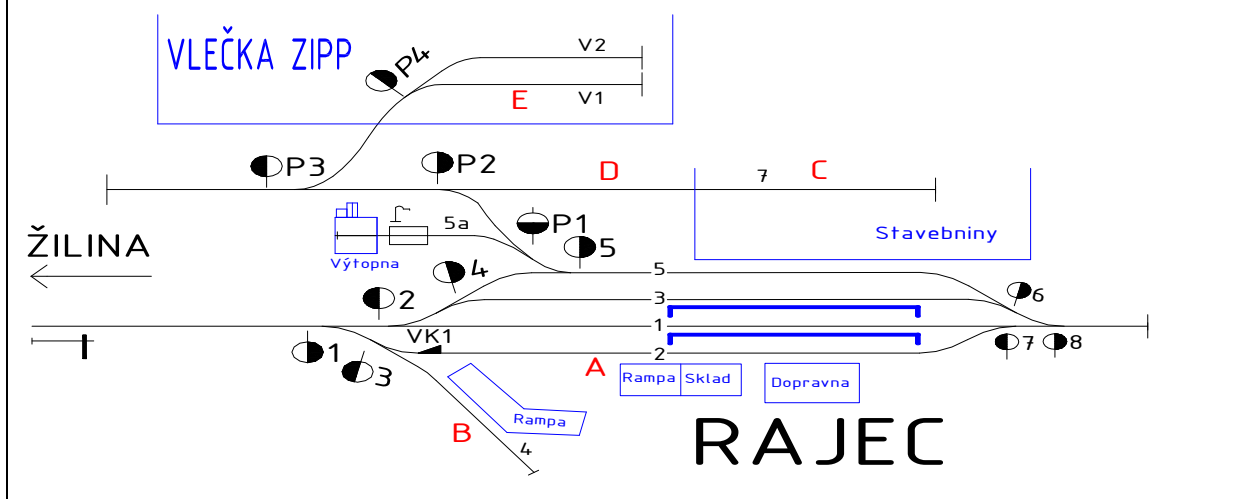 V2
VLEČKA ZIPP
P4
V1
E
P3
P2
D
7
C
5a
P1
ŽILINA
Stavebniny
Výtopna
5
4
5
2
3
6
1
VK1
7
8
1
2
3
A
Rampa
Sklad
Dopravna
B
Rampa
4
RAJEC